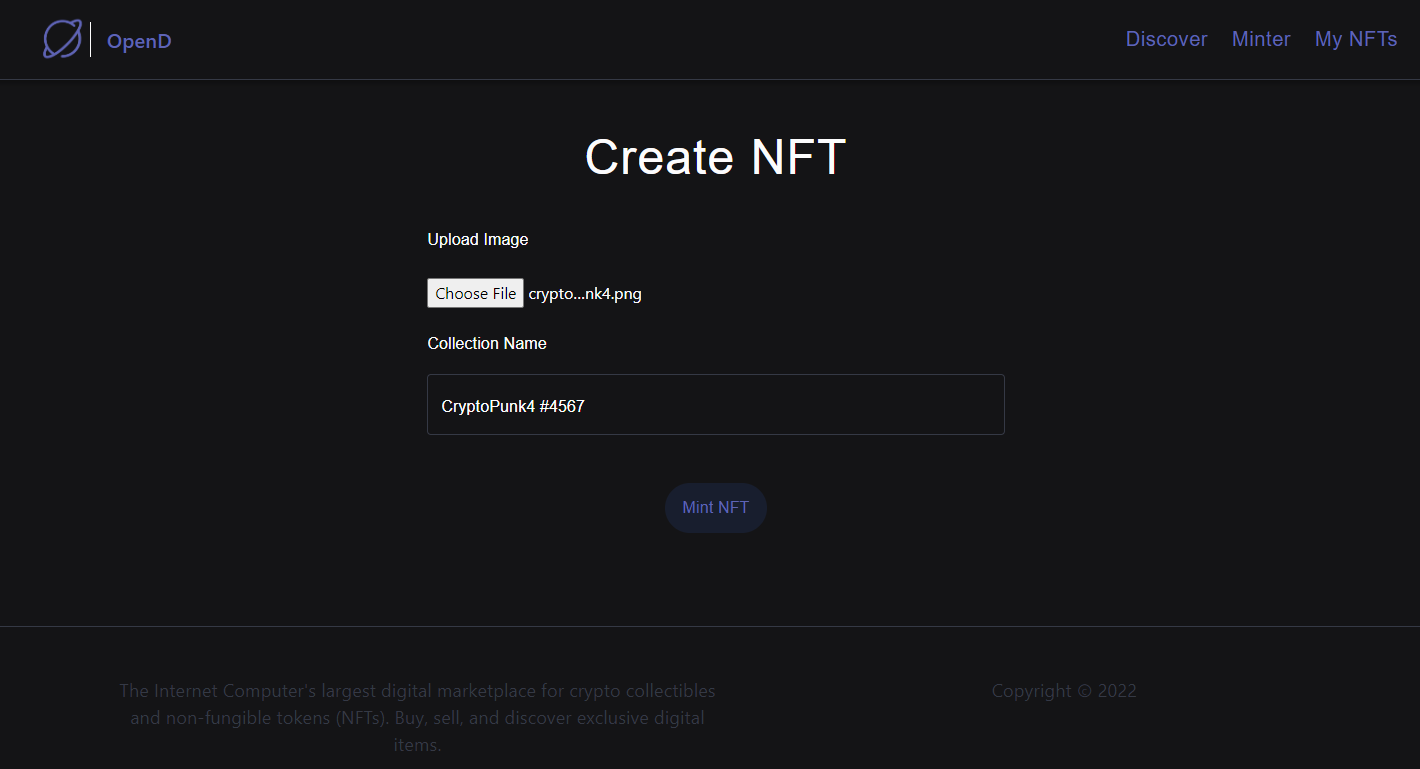 OpenD
Discover Minter My NFTs
Create NFT
Upload Image
Choose File crypto...nk4.png
Collection Name
CryptoPunk4 #4567
Mint NFT
The Internet Computer's largest digital marketplace for crypto collectibles
and non-fungible tokens (NFTs). Buy, sell, and discover exclusive digital
items.
Copyright © 2022